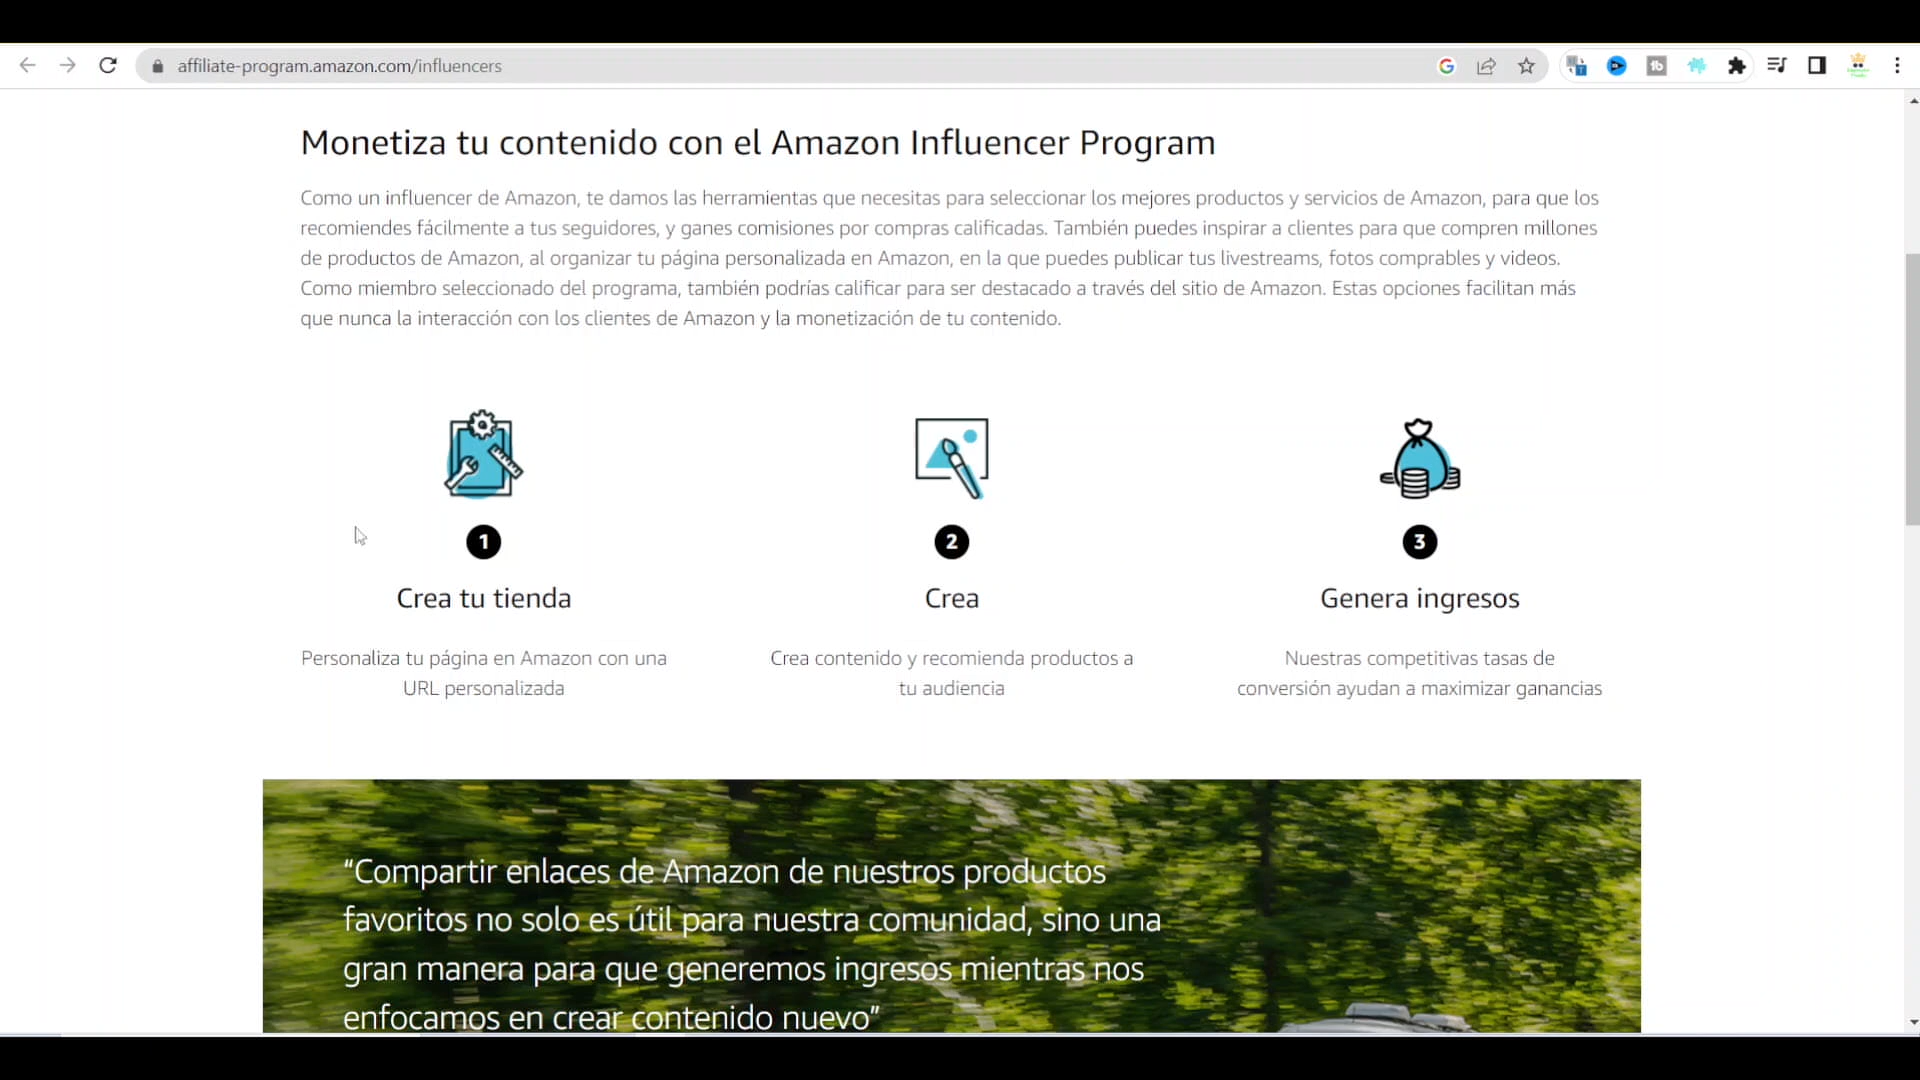 affiliate-program.amazon.com/influencers
Monetiza tu contenido con el Amazon Influencer Program
Como un influencer de Amazon, te damos las herramientas que necesitas para seleccionar los mejores productos y servicios de Amazon, para que los
recomiendes fácilmente a tus seguidores, y ganes comisiones por compras calificadas. También puedes inspirar a clientes para que compren millones
de productos de Amazon, al organizar tu página personalizada en Amazon, en la que puedes publicar tus livestreams, fotos comprables y videos.
Como miembro seleccionado del programa, también podrías calificar para ser destacado a través del sitio de Amazon. Estas opciones facilitan más
que nunca la interacción con los clientes de Amazon y la monetización de tu contenido.
1
Crea tu tienda
Personaliza tu página en Amazon con una
URL personalizada
2
Crea
Crea contenido y recomienda productos a
tu audiencia
3
Genera ingresos
Nuestras competitivas tasas de
conversión ayudan a maximizar ganancias
“Compartir enlaces de Amazon de nuestros productos
favoritos no solo es útil para nuestra comunidad, sino una
gran manera para que generemos ingresos mientras nos
enfocamos en crear contenido nuevo”